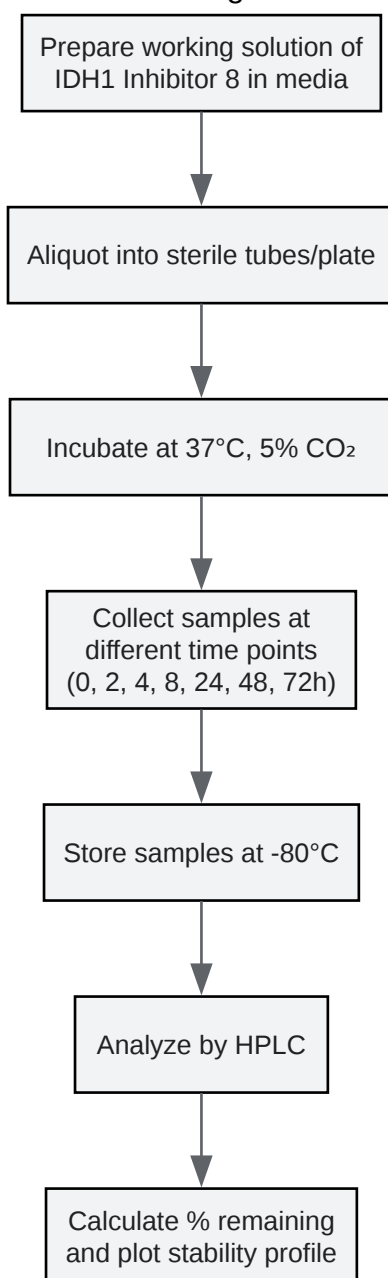 Prepare working solution of
IDH1 Inhibitor 8 in media
Aliquot into sterile tubes/plate
Incubate at 37°C, 5% CO₂
Collect samples at
different time points
(0, 2, 4, 8, 24, 48, 72h)
Store samples at -80°C
Analyze by HPLC
Calculate % remaining
and plot stability profile